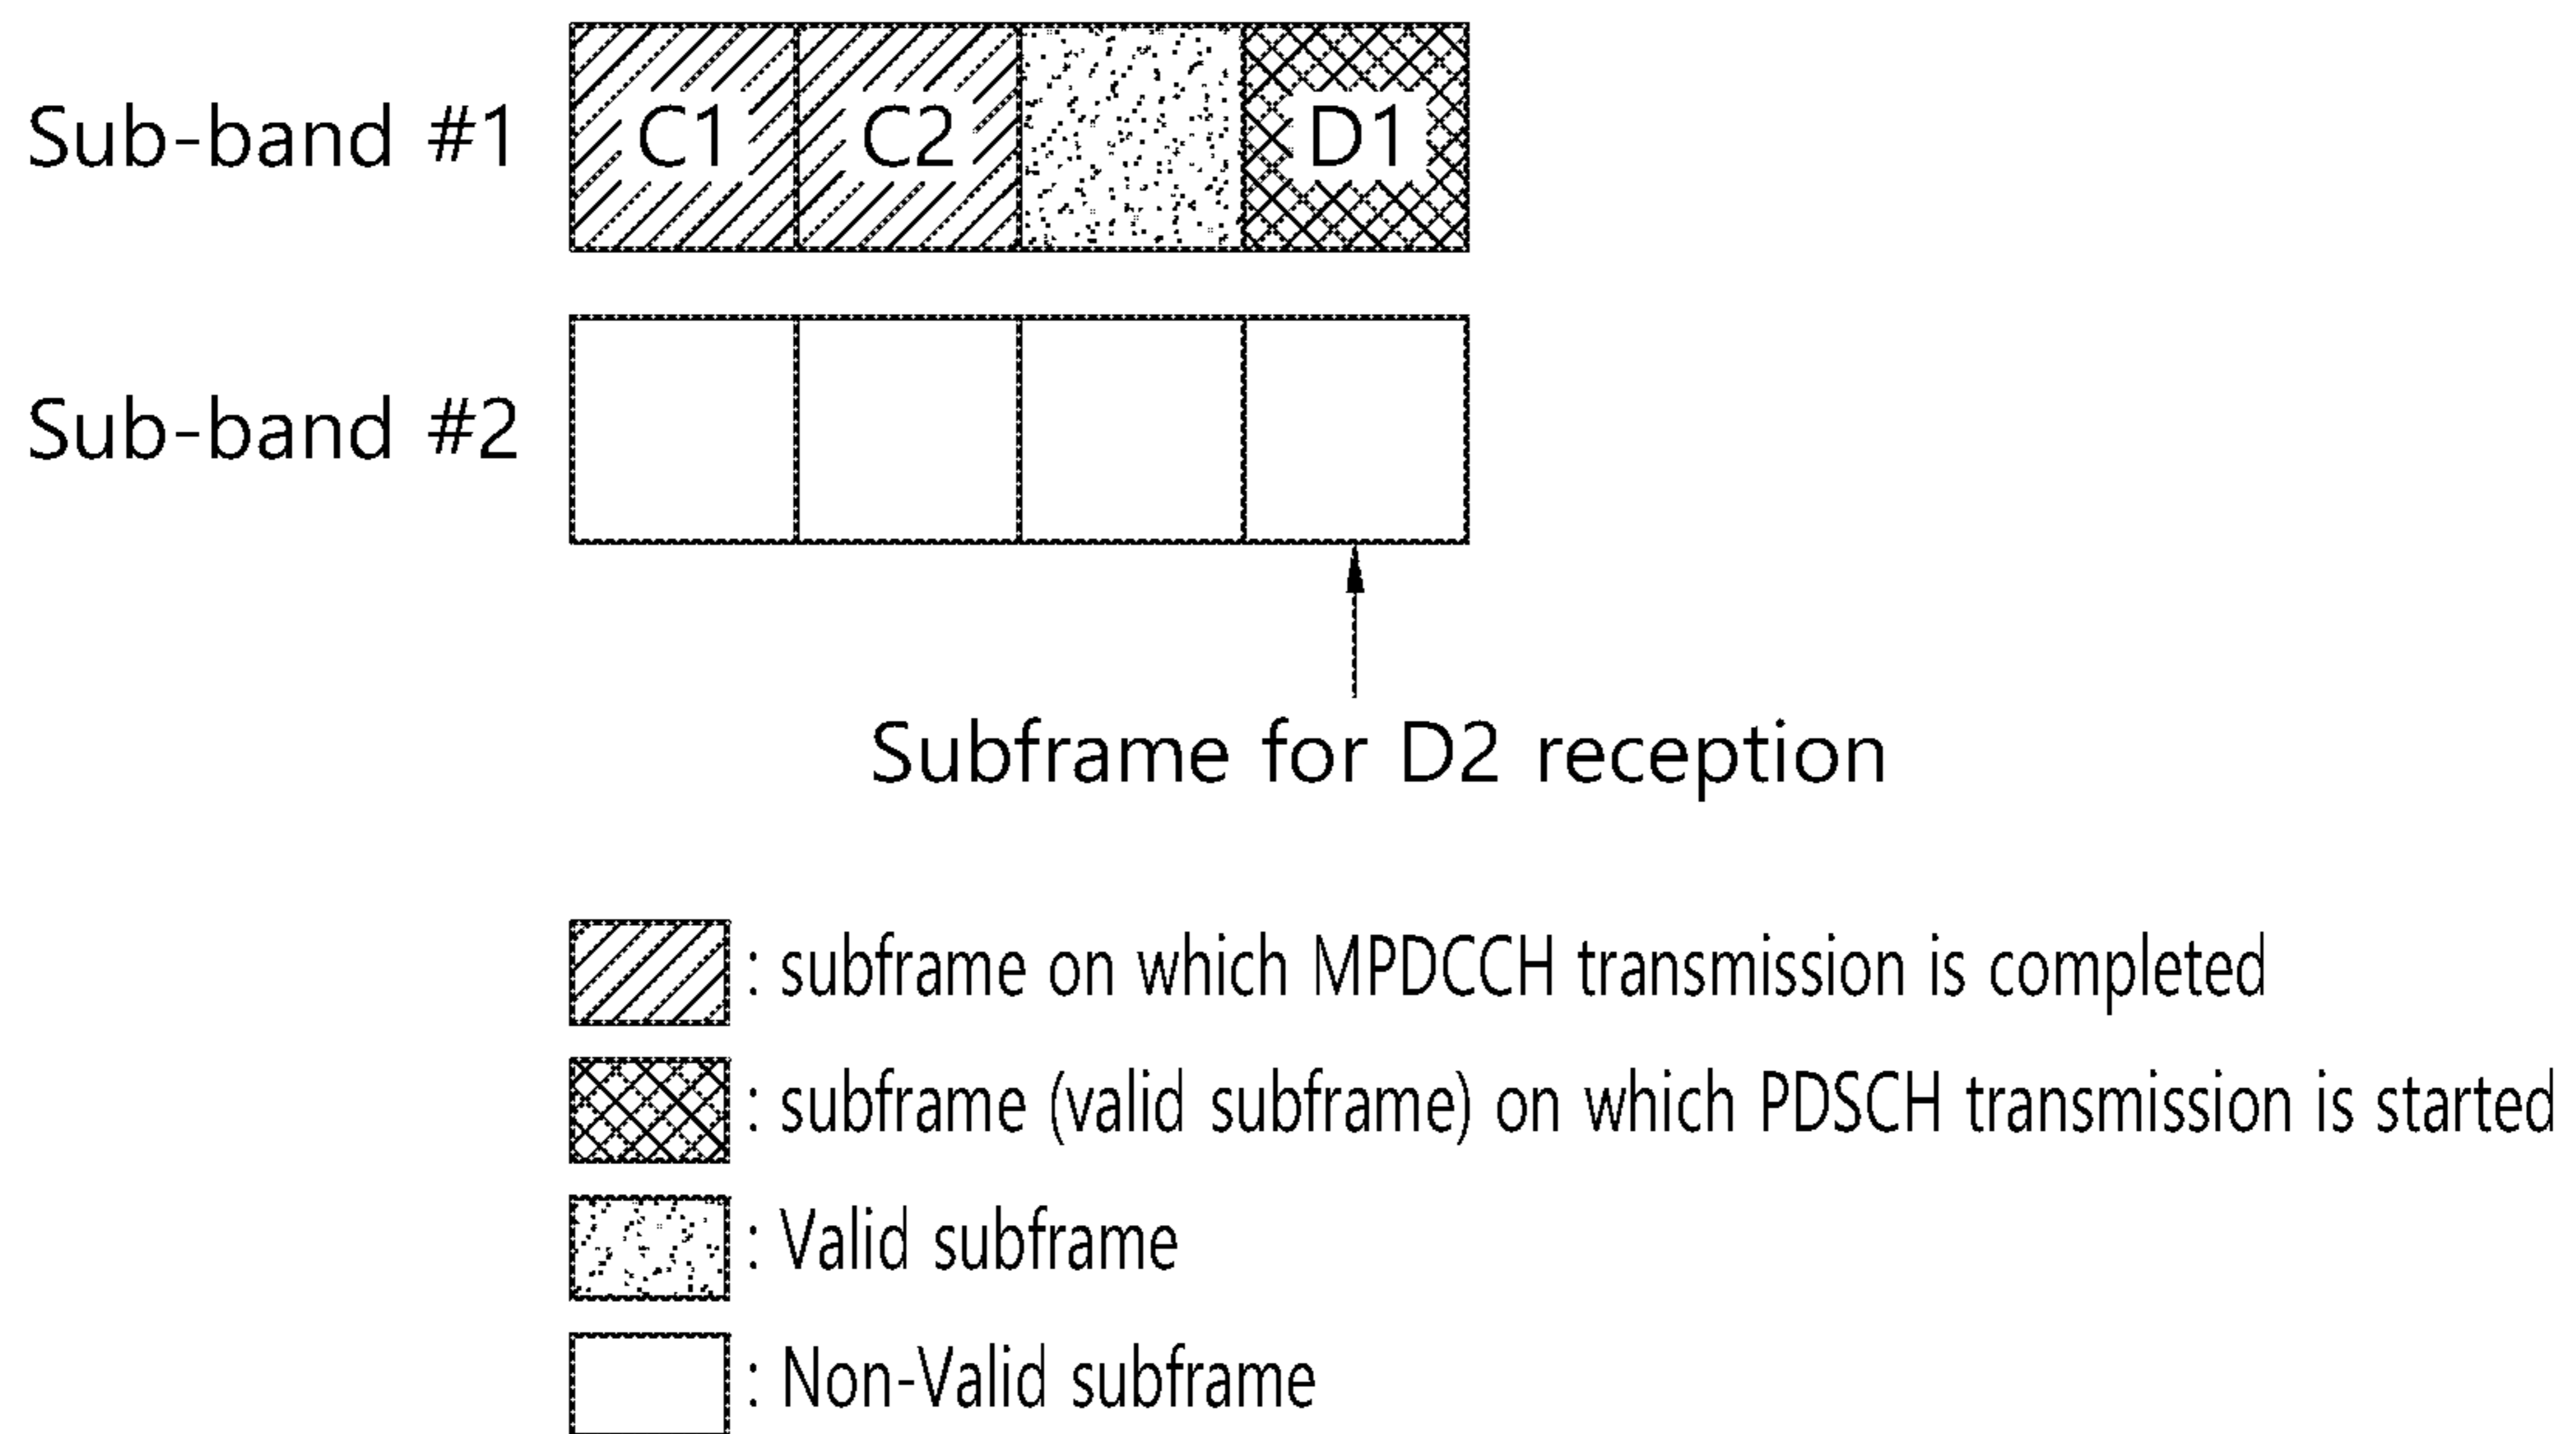 Sub-band #1 C1 C2 D1
Sub-band #2
Subframe for D2 reception
: subframe on which MPDCCH transmission is completed
: subframe (valid subframe) on which PDSCH transmission is started
: Valid subframe
: Non-Valid subframe